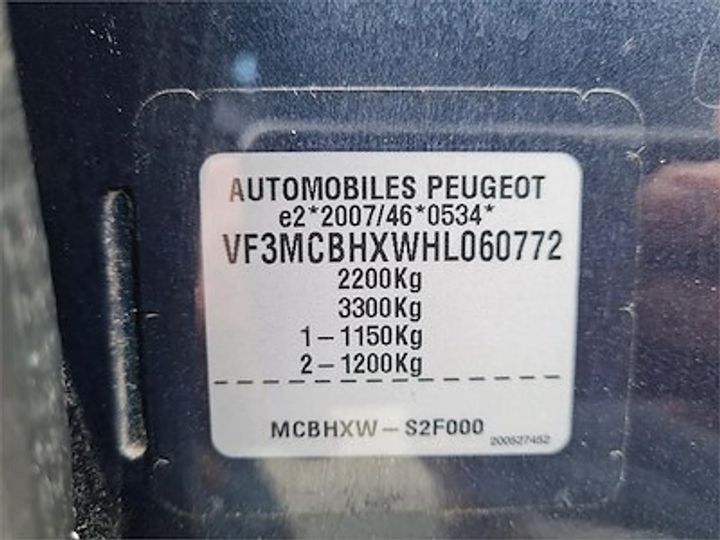 AUTOMOBILES PEUGEOT
e2*2007/46*0534*
VF3MCBHXWHL060772
2200Kg
3300Kg
1-1150Kg
2-1200Kg
MCBHXW-S2F000
200527452